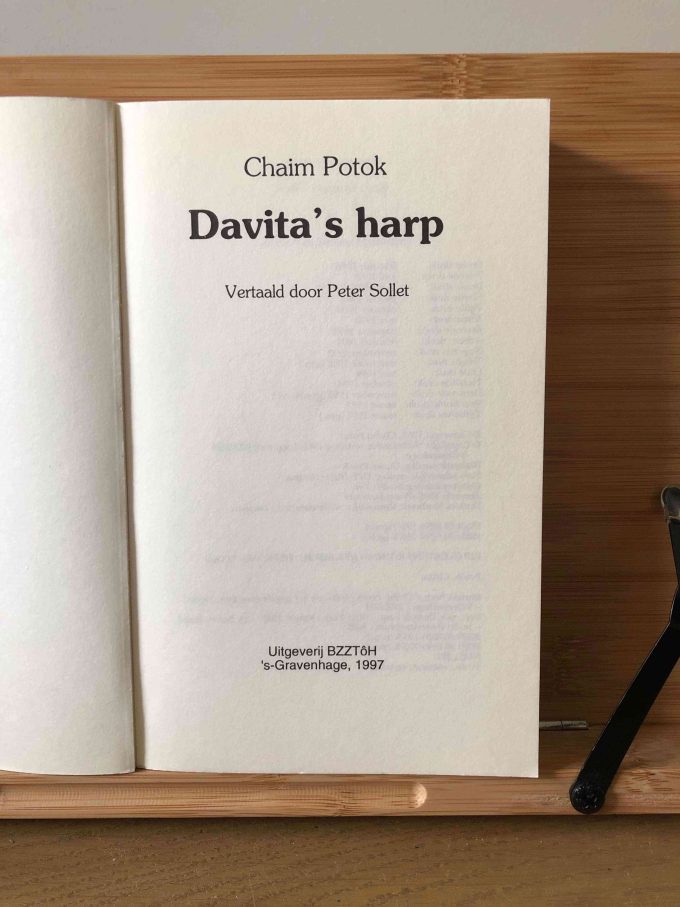 Chaim Potok
Davita's harp
Vertaald door Peter Sollet
Uitgeverij BZZTôH
's-Gravenhage, 1997